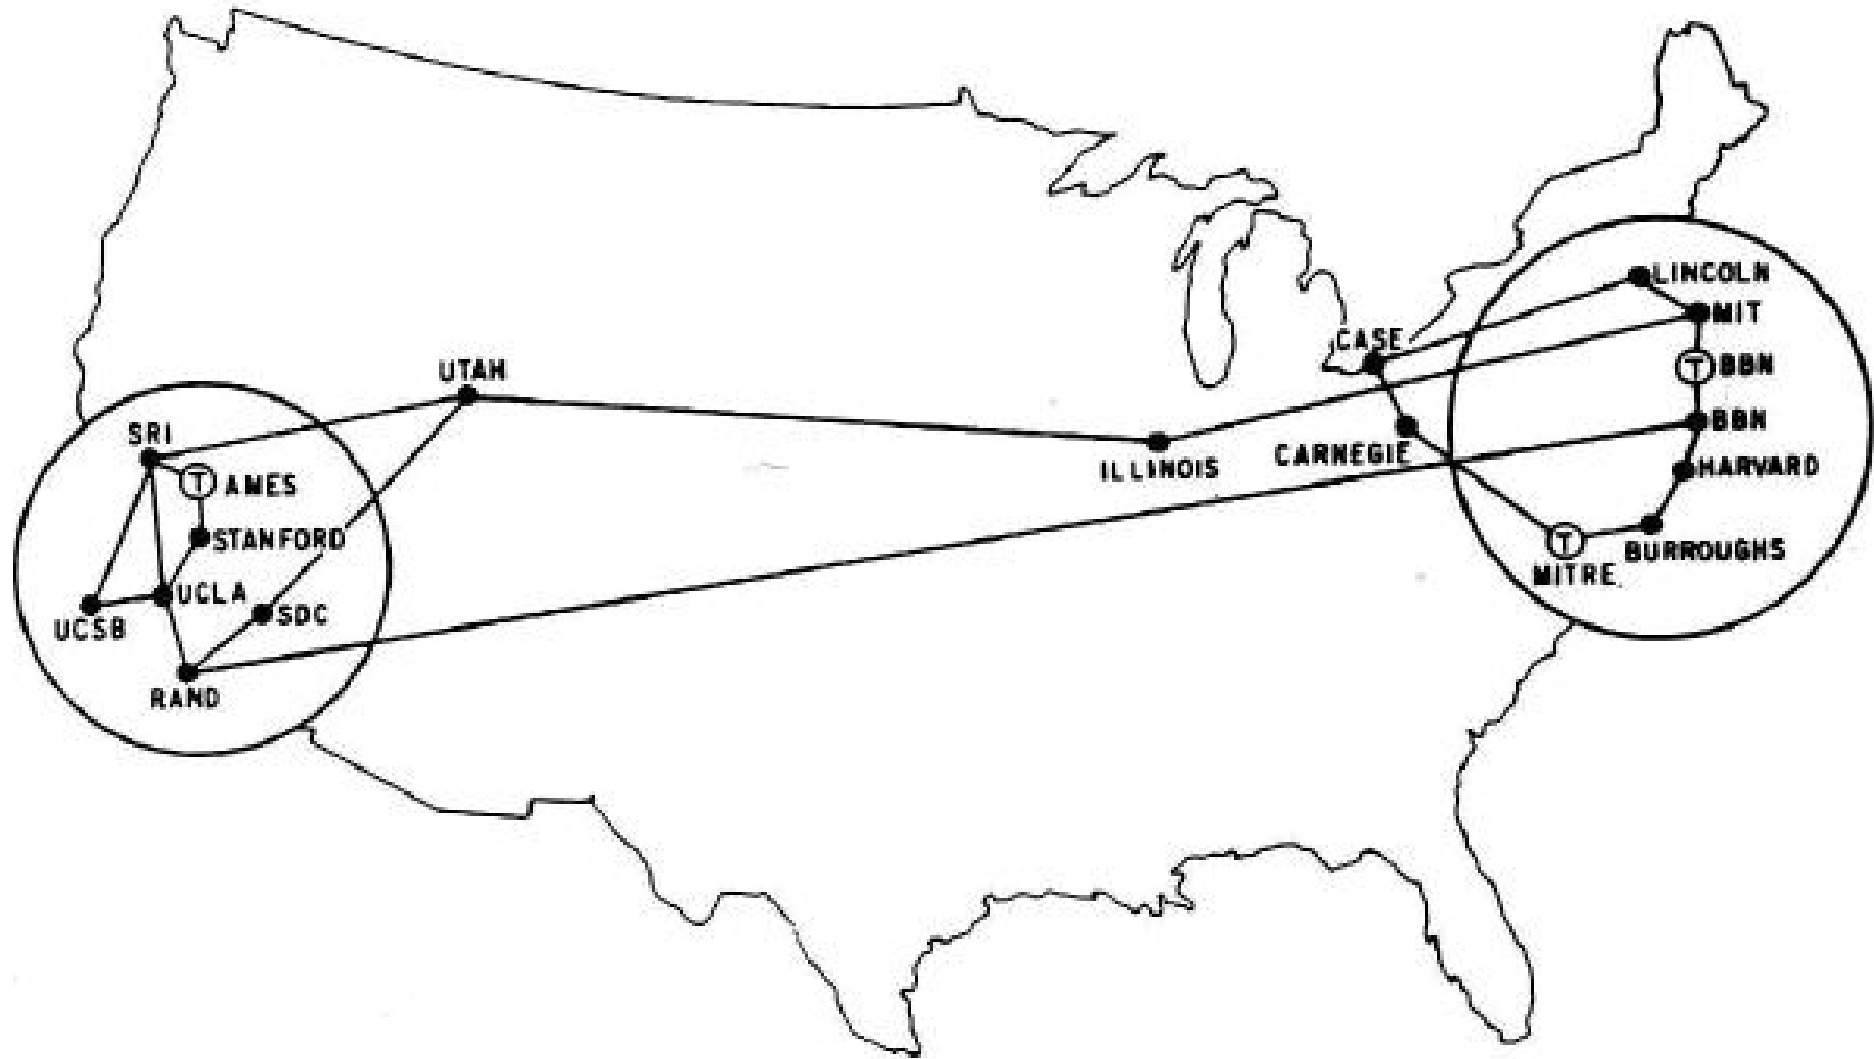 UTAH
SRI
T AMES
STANFORD
UCLA
UCSB
SDC
RAND
ILLINOIS
CASE
CARNEGIE
LINCOLN
MIT
T BBN
BBN
HARVARD
BURROUGHS
T
MITRE